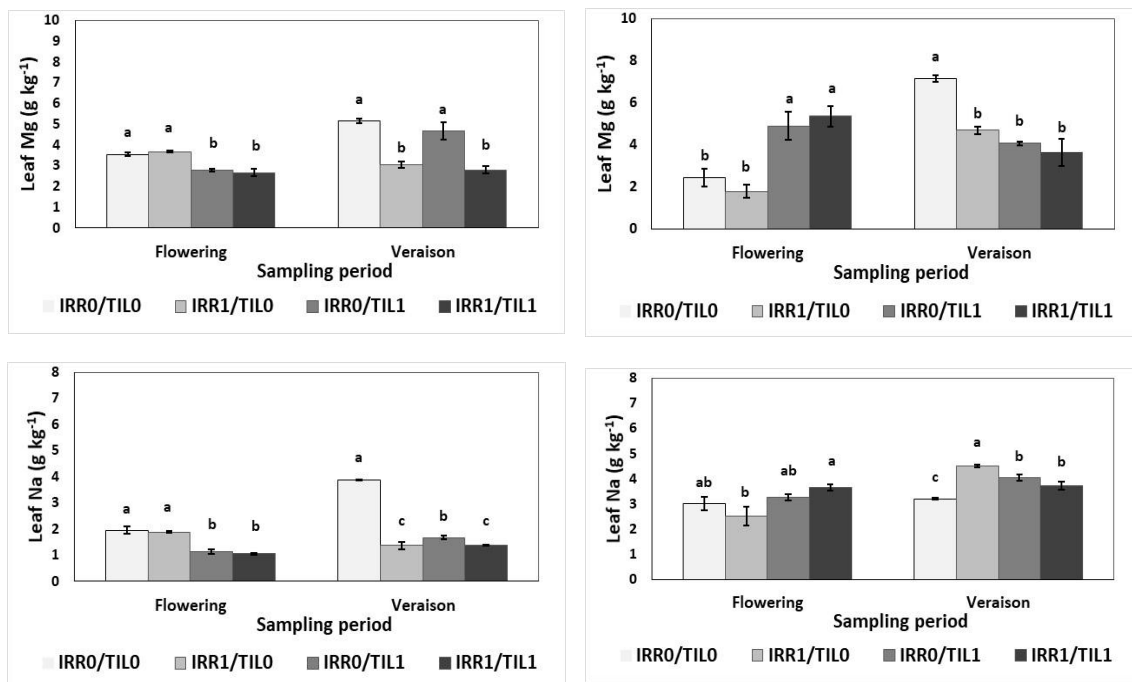 Leaf Mg (g kg-1)
10
9
8
7
6
5
4
3
2
1
0
a a b b
a b a b
Flowering Veraison
Sampling period
IRR0/TIL0 IRR1/TIL0 IRR0/TIL1 IRR1/TIL1
Leaf Mg (g kg-1)
10
8
6
4
2
0
b b a a
a b b b
Flowering Veraison
Sampling period
IRR0/TIL0 IRR1/TIL0 IRR0/TIL1 IRR1/TIL1
Leaf Na (g kg-1)
8
7
6
5
4
3
2
1
0
a a b b
a c b c
Flowering Veraison
Sampling period
IRR0/TIL0 IRR1/TIL0 IRR0/TIL1 IRR1/TIL1
Leaf Na (g kg-1)
8
7
6
5
4
3
2
1
0
ab b ab a
c a b b
Flowering Veraison
Sampling period
IRR0/TIL0 IRR1/TIL0 IRR0/TIL1 IRR1/TIL1